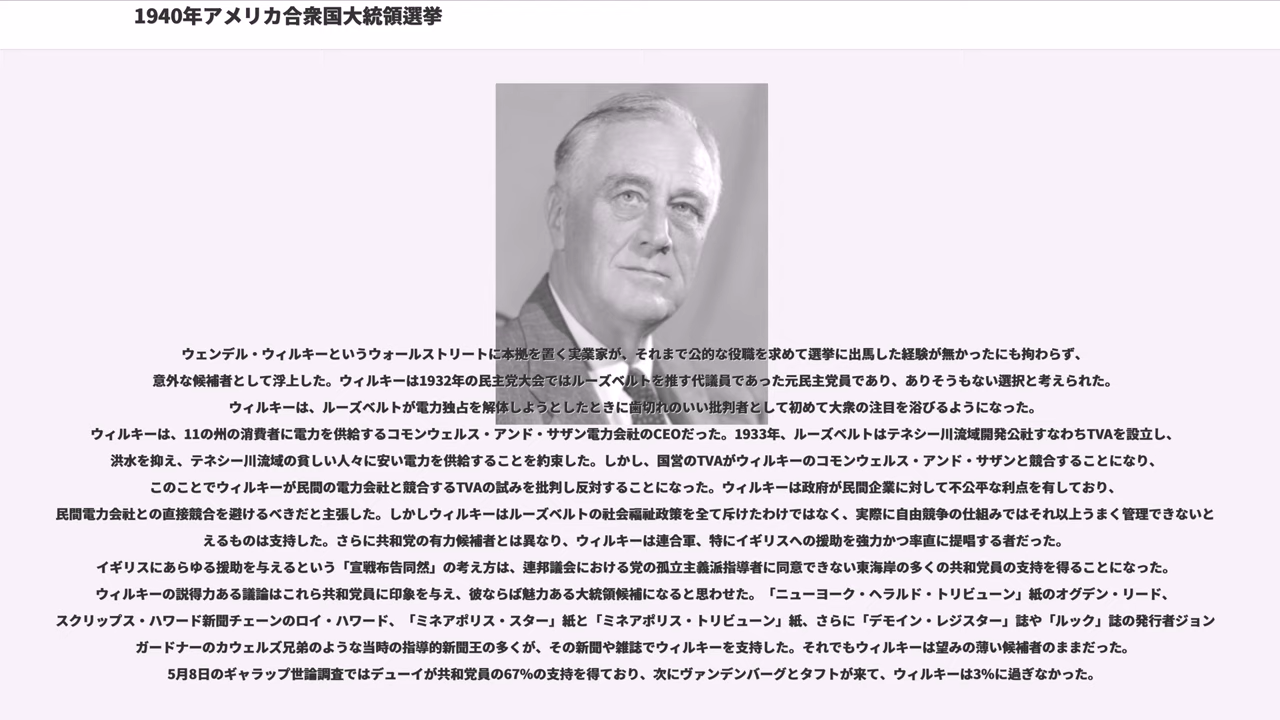 1940年アメリカ合衆国大統領選挙
ウェンデル・ウィルキーというウォールストリートに本拠を置く実業家が、それまで公的な役職を求めて選挙に出馬した経験が無かったにも拘わらず、
意外な候補者として浮上した。ウィルキーは1932年の民主党大会ではルーズベルトを推す代議員であった元民主党員であり、ありそうもない選択と考えられた。
ウィルキーは、ルーズベルトが電力独占を解体しようとしたときに歯切れのいい批判者として初めて大衆の注目を浴びるようになった。
ウィルキーは、11の州の消費者に電力を供給するコモンウェルス・アンド・サザン電力会社のCEOだった。1933年、ルーズベルトはテネシー川流域開発公社すなわちTVAを設立し、
洪水を抑え、テネシー川流域の貧しい人々に安い電力を供給することを約束した。しかし、国営のTVAがウィルキーのコモンウェルス・アンド・サザンと競合することになり、
このことでウィルキーが民間の電力会社と競合するTVAの試みを批判し反対することになった。ウィルキーは政府が民間企業に対して不公平な利点を有しており、
民間電力会社との直接競合を避けるべきだと主張した。しかしウィルキーはルーズベルトの社会福祉政策を全て斥けたわけではなく、実際に自由競争の仕組みではそれ以上うまく管理できないと
えるものは支持した。さらに共和党の有力候補者とは異なり、ウィルキーは連合軍、特にイギリスへの援助を強力かつ率直に提唱する者だった。
イギリスにあらゆる援助を与えるという「宣戦布告同然」の考え方は、連邦議会における党の孤立主義派指導者に同意できない東海岸の多くの共和党員の支持を得ることになった。
ウィルキーの説得力ある議論はこれら共和党員に印象を与え、彼ならば魅力ある大統領候補になると思わせた。「ニューヨーク・ヘラルド・トリビューン」紙のオグデン・リード、
スクリップス・ハワード新聞チェーンのロイ・ハワード、「ミネアポリス・スター」紙と「ミネアポリス・トリビューン」紙、さらに「デモイン・レジスター」誌や「ルック」誌の発行者ジョン
ガードナーのカウェルズ兄弟のような当時の指導的新聞王の多くが、その新聞や雑誌でウィルキーを支持した。それでもウィルキーは望みの薄い候補者のままだった。
5月8日のギャラップ世論調査ではデューイが共和党員の67%の支持を得ており、次にヴァンデンバーグとタフトが来て、ウィルキーは3%に過ぎなかった。